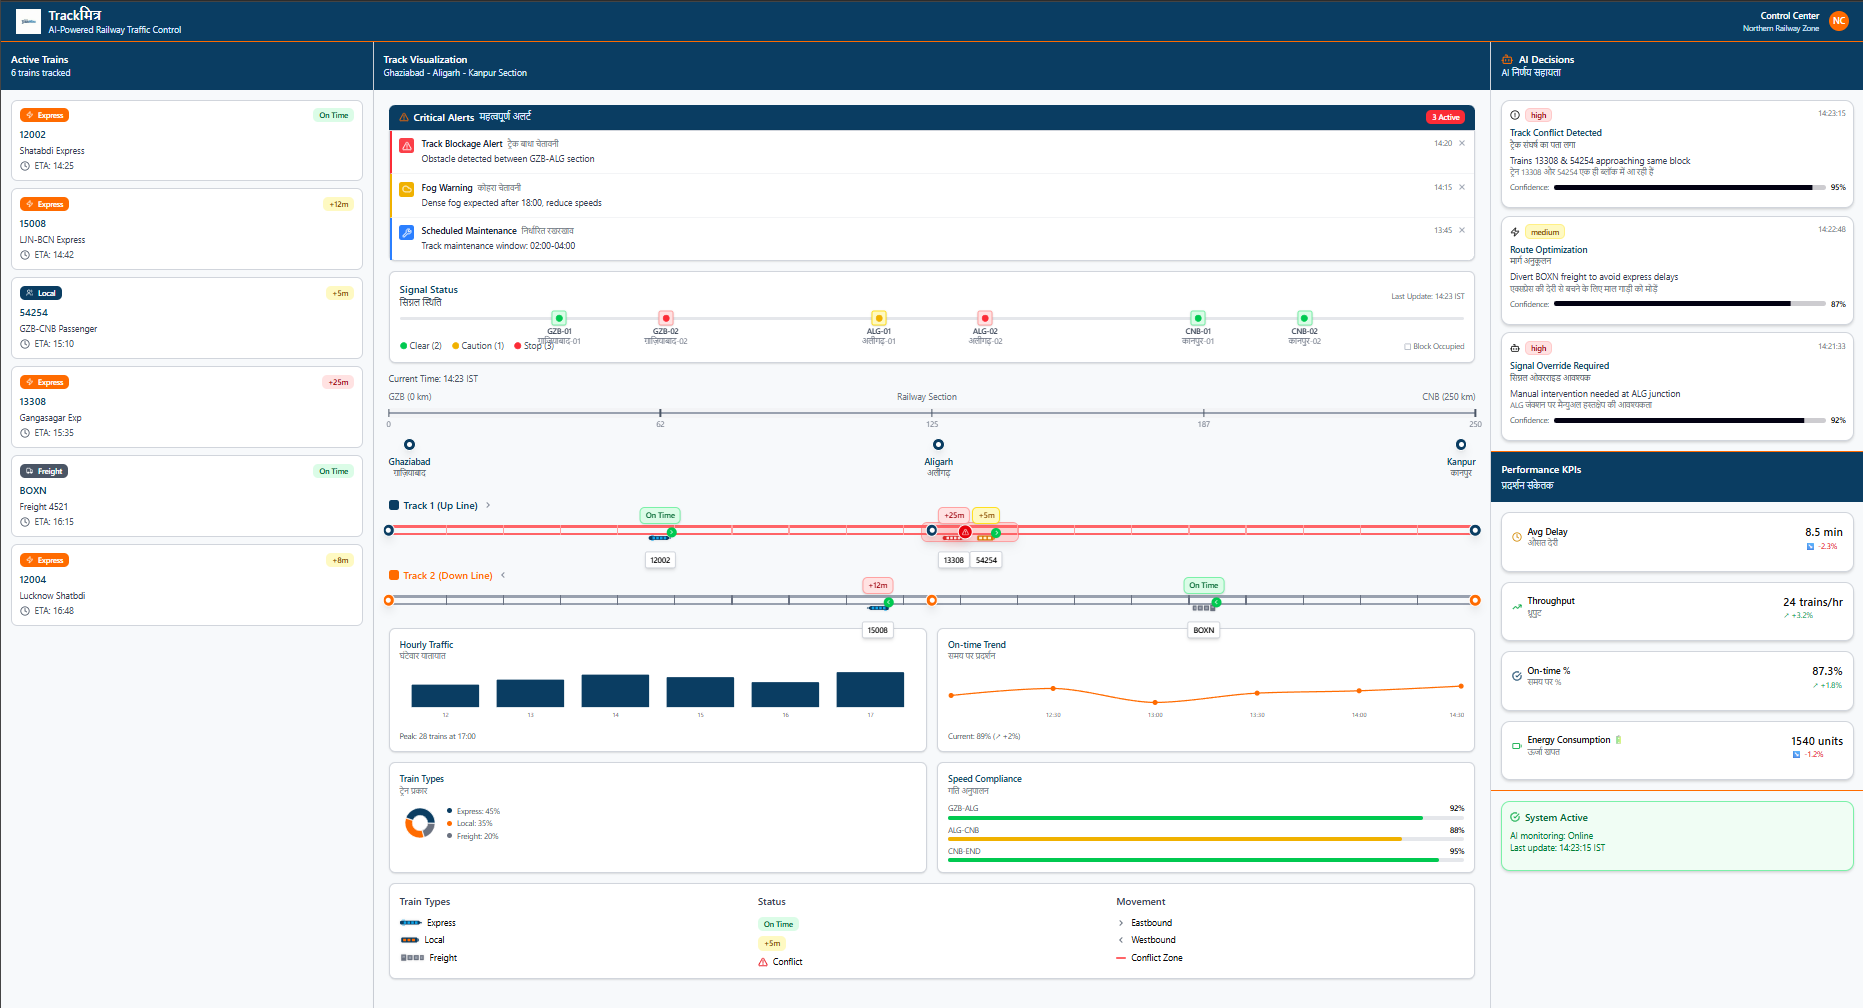 Trackमित्र
AI-Powered Railway Traffic Control
Control Center
Northern Railway Zone
NC
Active Trains
6 trains tracked
Express
On Time
12002
Shatabdi Express
ETA: 14:25
Express
+12m
15008
LJN-BCN Express
ETA: 14:42
Local
+5m
54254
GZB-CNB Passenger
ETA: 15:10
Express
+25m
13308
Gangasagar Exp
ETA: 15:35
Freight
On Time
BOXN
Freight 4521
ETA: 16:15
Express
+8m
12004
Lucknow Shatbdi
ETA: 16:48
Track Visualization
Ghaziabad - Aligarh - Kanpur Section
Critical Alerts महत्वपूर्ण अलर्ट
3 Active
Track Blockage Alert ट्रैक बाधा चेतावनी
14:20 ×
Obstacle detected between GZB-ALG section
Fog Warning कोहरा चेतावनी
14:15 ×
Dense fog expected after 18:00, reduce speeds
Scheduled Maintenance निर्धारित रखरखाव
13:45 ×
Track maintenance window: 02:00-04:00
Signal Status
सिग्नल स्थिति
Last Update: 14:23 IST
GZB-01 GZB-02 ALG-01 ALG-02 CNB-01 CNB-02
गाज़ियाबाद-01 गाज़ियाबाद-02 अलीगढ़-01 अलीगढ़-02 कानपुर-01 कानपुर-02
Clear (2) Caution (1) Stop (3)
Block Occupied
Current Time: 14:23 IST
GZB (0 km) Railway Section CNB (250 km)
0 62 125 187 250
Ghaziabad Aligarh Kanpur
गाज़ियाबाद अलीगढ़ कानपुर
Track 1 (Up Line) >
On Time +25m +5m
12002 13308 54254
Track 2 (Down Line) <
+12m On Time
15008 BOXN
Hourly Traffic
घंटेवार यातायात
12 13 14 15 16 17
Peak: 28 trains at 17:00
On-time Trend
समय पर प्रदर्शन
12:30 13:00 13:30 14:00 14:30
Current: 89% (↗ +2%)
Train Types
ट्रेन प्रकार
Express: 45%
Local: 35%
Freight: 20%
Speed Compliance
गति अनुपालन
GZB-ALG 92%
ALG-CNB 88%
CNB-END 95%
Train Types
Express
Local
Freight
Status
On Time
+5m
Conflict
Movement
> Eastbound
< Westbound
Conflict Zone
AI Decisions
AI निर्णय सहायता
high
14:23:15
Track Conflict Detected
ट्रैक संघर्ष का पता लगा
Trains 13308 & 54254 approaching same block
ट्रेन 13308 और 54254 एक ही ब्लॉक में आ रही हैं
Confidence: 95%
medium
14:22:48
Route Optimization
मार्ग अनुकूलन
Divert BOXN freight to avoid express delays
एक्सप्रेस की देरी से बचने के लिए माल गाड़ी को मोड़ें
Confidence: 87%
high
14:21:33
Signal Override Required
सिग्नल ओवरराइड आवश्यक
Manual intervention needed at ALG junction
ALG जंक्शन पर मैन्युअल हस्तक्षेप की आवश्यकता
Confidence: 92%
Performance KPIs
प्रदर्शन संकेतक
Avg Delay
औसत देरी
8.5 min
-2.3%
Throughput
थ्रूपुट
24 trains/hr
↗ +3.2%
On-time %
समय पर %
87.3%
↗ +1.8%
Energy Consumption
ऊर्जा खपत
1540 units
-1.2%
System Active
AI monitoring: Online
Last update: 14:23:15 IST